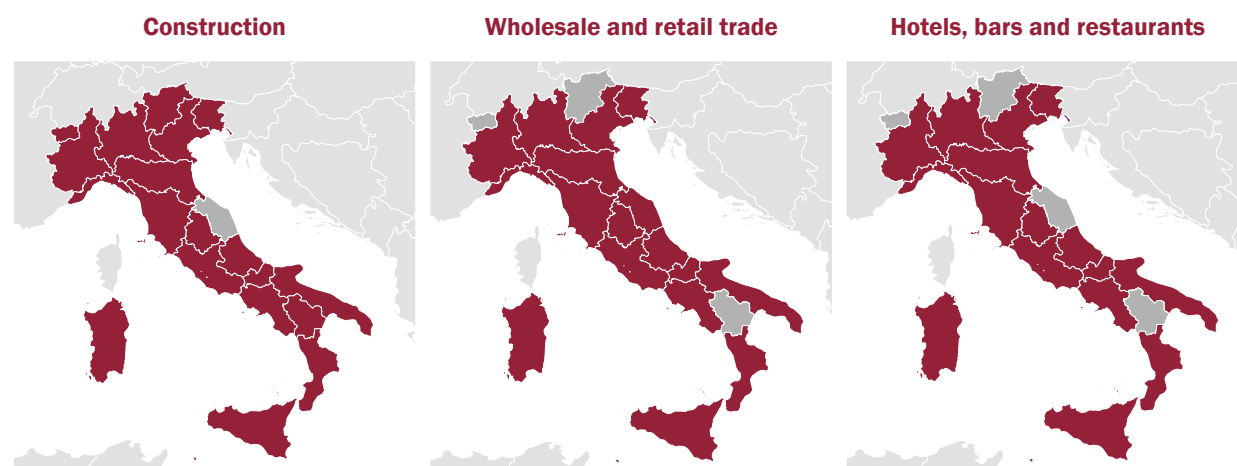 Construction
Wholesale and retail trade
Hotels, bars and restaurants